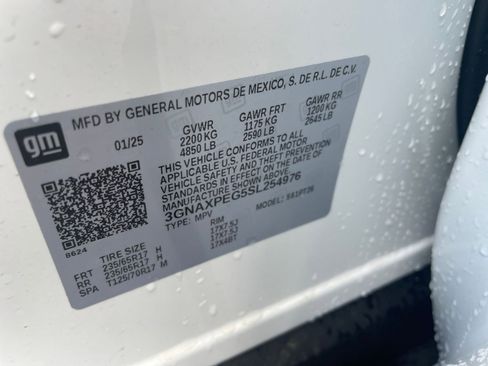 gm
MFD BY GENERAL MOTORS DE MEXICO, S. DE R.L. DE C.V.
01/25 GVWR GAWR FRT GAWR RR
2200 KG 1175 KG 1200 KG
4850 LB 2590 LB 2645 LB
THIS VEHICLE CONFORMS TO ALL
APPLICABLE U.S. FEDERAL MOTOR
VEHICLE SAFETY AND THEFT PREVENTION
STANDARDS IN EFFECT ON THE DATE OF
MANUFACTURE SHOWN ABOVE.
3GNAXPEG5SL254976
TYPE: MPV MODEL: 1PT26
8624
TIRE SIZE RIM
FRT 235/65R17 H 17X7.5J
RR 235/65R17 H 17X7.5J
SPA T125/70R17 M 17X4BT